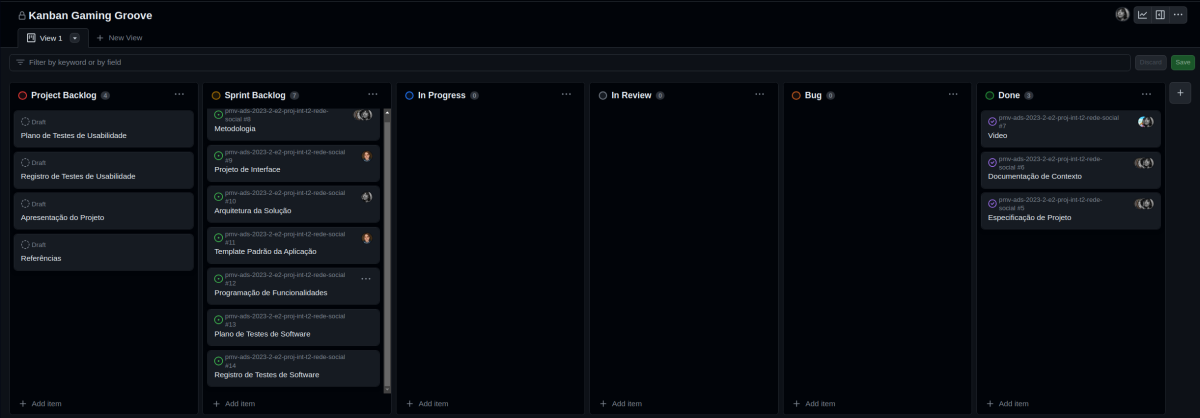 Kanban Gaming Groove
View 1
New View
Filter by keyword or by field
Discard
Save
Project Backlog 4
Draft
Plano de Testes de Usabilidade
Draft
Registro de Testes de Usabilidade
Draft
Apresentação do Projeto
Draft
Referências
Add item
Sprint Backlog 7
pmv-ads-2023-2-e2-proj-int-t2-rede-
social #8
Metodologia
pmv-ads-2023-2-e2-proj-int-t2-rede-social
#9
Projeto de Interface
pmv-ads-2023-2-e2-proj-int-t2-rede-social
#10
Arquitetura da Solução
pmv-ads-2023-2-e2-proj-int-t2-rede-social
#11
Template Padrão da Aplicação
pmv-ads-2023-2-e2-proj-int-t2-rede-social
#12
Programação de Funcionalidades
pmv-ads-2023-2-e2-proj-int-t2-rede-social
#13
Plano de Testes de Software
pmv-ads-2023-2-e2-proj-int-t2-rede-social
#14
Registro de Testes de Software
Add item
In Progress 0
Add item
In Review 0
Add item
Bug 0
Add item
Done 3
pmv-ads-2023-2-e2-proj-int-t2-rede-social
#7
Video
pmv-ads-2023-2-e2-proj-int-t2-rede-
social #6
Documentação de Contexto
pmv-ads-2023-2-e2-proj-int-t2-rede-
social #5
Especificação de Projeto
Add item